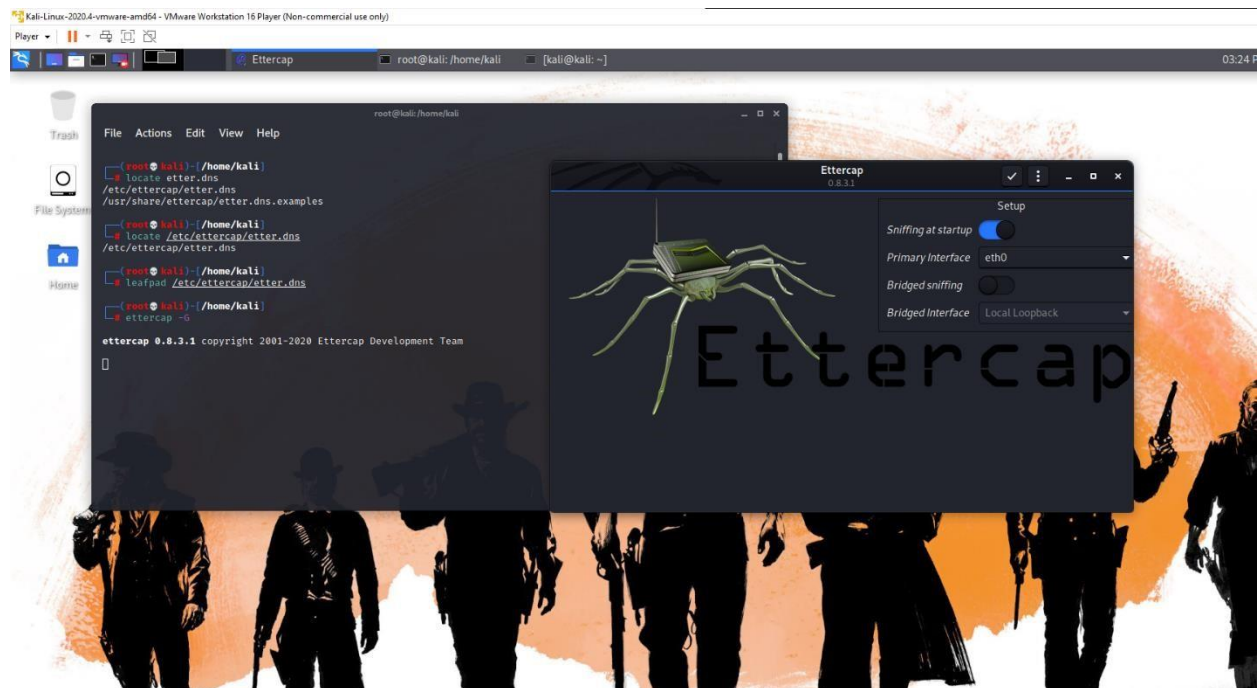 Kali-Linux-2020.4-vmware-amd64 - VMware Workstation 16 Player (Non-commercial use only)
Player
Ettercap
root@kali: /home/kali
[kali@kali: ~]
03:24 P
Trash
File System
Home
root@kali:/home/kali
File Actions Edit View Help
(root💀kali)-[/home/kali]
# locate etter.dns
/etc/ettercap/etter.dns
/usr/share/ettercap/etter.dns.examples
(root💀kali)-[/home/kali]
# locate /etc/ettercap/etter.dns
/etc/ettercap/etter.dns
(root💀kali)-[/home/kali]
# leafpad /etc/ettercap/etter.dns
(root💀kali)-[/home/kali]
# ettercap -G
ettercap 0.8.3.1 copyright 2001-2020 Ettercap Development Team
Ettercap
0.8.3.1
Setup
Sniffing at startup
Primary Interface eth0
Bridged sniffing
Bridged Interface Local Loopback
Ettercap